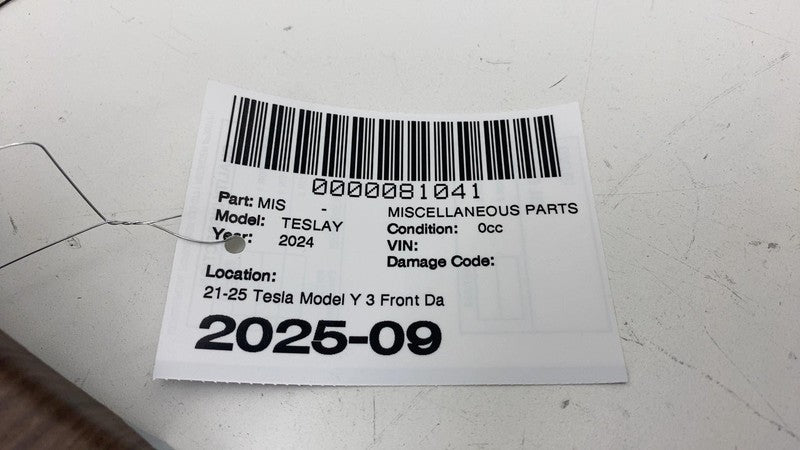 0000081041
Part: MIS - MISCELLANEOUS PARTS
Model: TESLAY Condition: 0cc
Year: 2024 VIN:
Damage Code:
Location:
21-25 Tesla Model Y 3 Front Da
2025-09